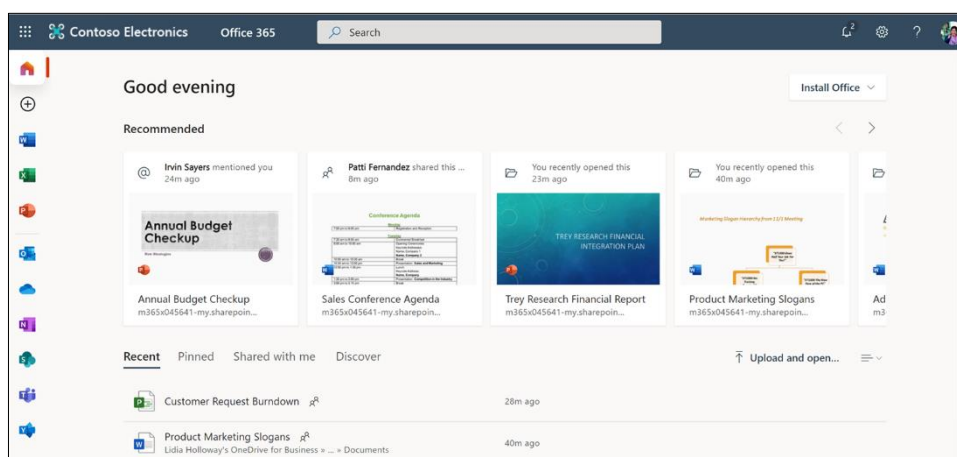 Contoso Electronics Office 365 Search 2 ?
Good evening
Install Office
Recommended
Irvin Sayers mentioned you
24m ago
Patti Fernandez shared this ...
8m ago
You recently opened this
23m ago
You recently opened this
40m ago
Annual Budget
Checkup
Conference Agenda
TREY RESEARCH FINANCIAL
INTEGRATION PLAN
Annual Budget Checkup
m365x045641-my.sharepoin...
Sales Conference Agenda
m365x045641-my.sharepoin...
Trey Research Financial Report
m365x045641-my.sharepoin...
Product Marketing Slogans
m365x045641-my.sharepoin...
Ad
m3
Recent Pinned Shared with me Discover
Upload and open...
Customer Request Burndown
28m ago
Product Marketing Slogans
Lidia Holloway's OneDrive for Business » ... » Documents
40m ago